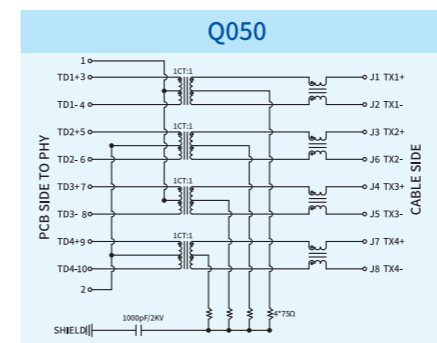 Q050
1
TD1+3
1CT:1
J1 TX1+
TD1-4
J2 TX1-
TD2+5
1CT:1
J3 TX2+
TD2- 6
J6 TX2-
TD3+7
1CT:1
J4 TX3+
TD3- 8
J5 TX3-
TD4+9
1CT:1
J7 TX4+
TD4-10
J8 TX4-
2
PCB SIDE TO PHY
CABLE SIDE
1000pF/2KV
4*75Ω
SHIELD